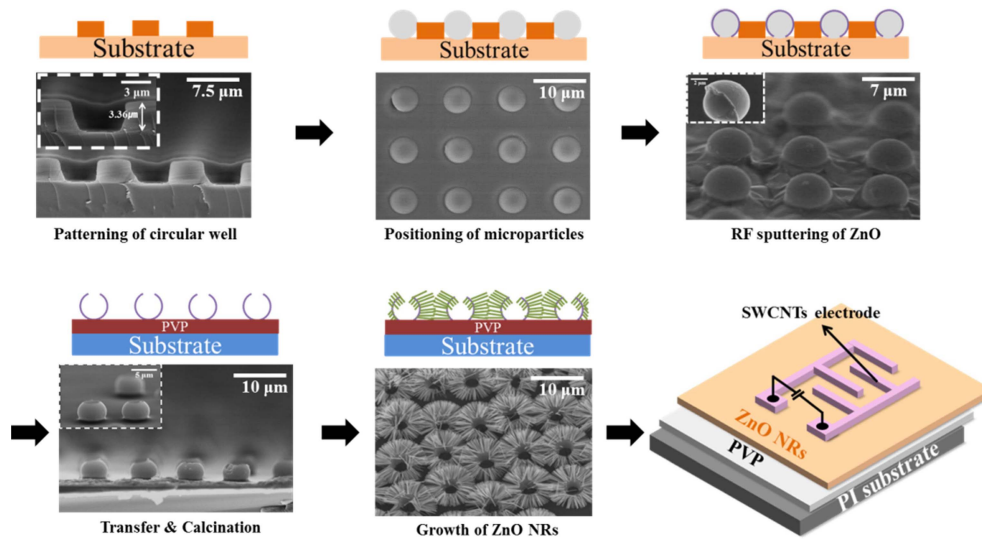 Substrate
3 μm
3.36㎛
7.5 μm
Patterning of circular well
Substrate
10 μm
Positioning of microparticles
Substrate
2 μm
7 μm
RF sputtering of ZnO
PVP
Substrate
5 μm
10 μm
Transfer & Calcination
PVP
Substrate
10 μm
Growth of ZnO NRs
SWCNTs electrode
ZnO NRs
PVP
PI substrate